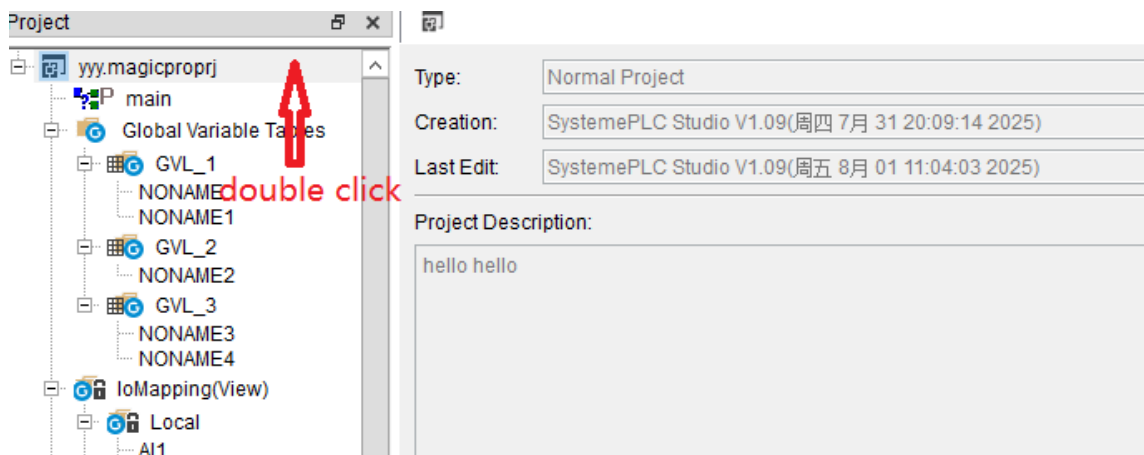 Project
yyy.magicproprj
main
Global Variable Tables
GVL_1
NONAME
NONAME1
GVL_2
NONAME2
GVL_3
NONAME3
NONAME4
IoMapping(View)
Local
AI1
double click
Type:
Normal Project
Creation:
SystemePLC Studio V1.09(周四 7月 31 20:09:14 2025)
Last Edit:
SystemePLC Studio V1.09(周五 8月 01 11:04:03 2025)
Project Description:
hello hello